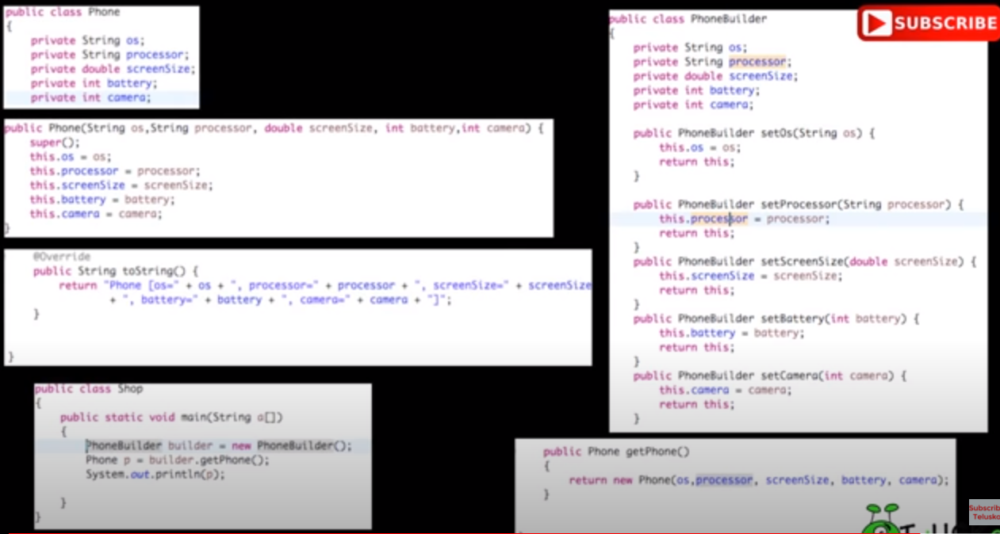 public class Phone
{
private String os;
private String processor;
private double screenSize;
private int battery;
private int camera;
public Phone(String os,String processor, double screenSize, int battery,int camera) {
super();
this.os = os;
this.processor = processor;
this.screenSize = screenSize;
this.battery = battery;
this.camera = camera;
}
@Override
public String toString() {
return "Phone [os=" + os + ", processor=" + processor + ", screenSize=" + screenSize
+ ", battery=" + battery + ", camera=" + camera + "]";
}
}
public class Shop
{
public static void main(String a[])
{
PhoneBuilder builder = new PhoneBuilder();
Phone p = builder.getPhone();
System.out.println(p);
}
}
public class PhoneBuilder
{
private String os;
private String processor;
private double screenSize;
private int battery;
private int camera;
public PhoneBuilder setOs(String os) {
this.os = os;
return this;
}
public PhoneBuilder setProcessor(String processor) {
this.processor = processor;
return this;
}
public PhoneBuilder setScreenSize(double screenSize) {
this.screenSize = screenSize;
return this;
}
public PhoneBuilder setBattery(int battery) {
this.battery = battery;
return this;
}
public PhoneBuilder setCamera(int camera) {
this.camera = camera;
return this;
}
public Phone getPhone()
{
return new Phone(os,processor, screenSize, battery, camera);
}
SUBSCRIBE
Subscrib
Telusko